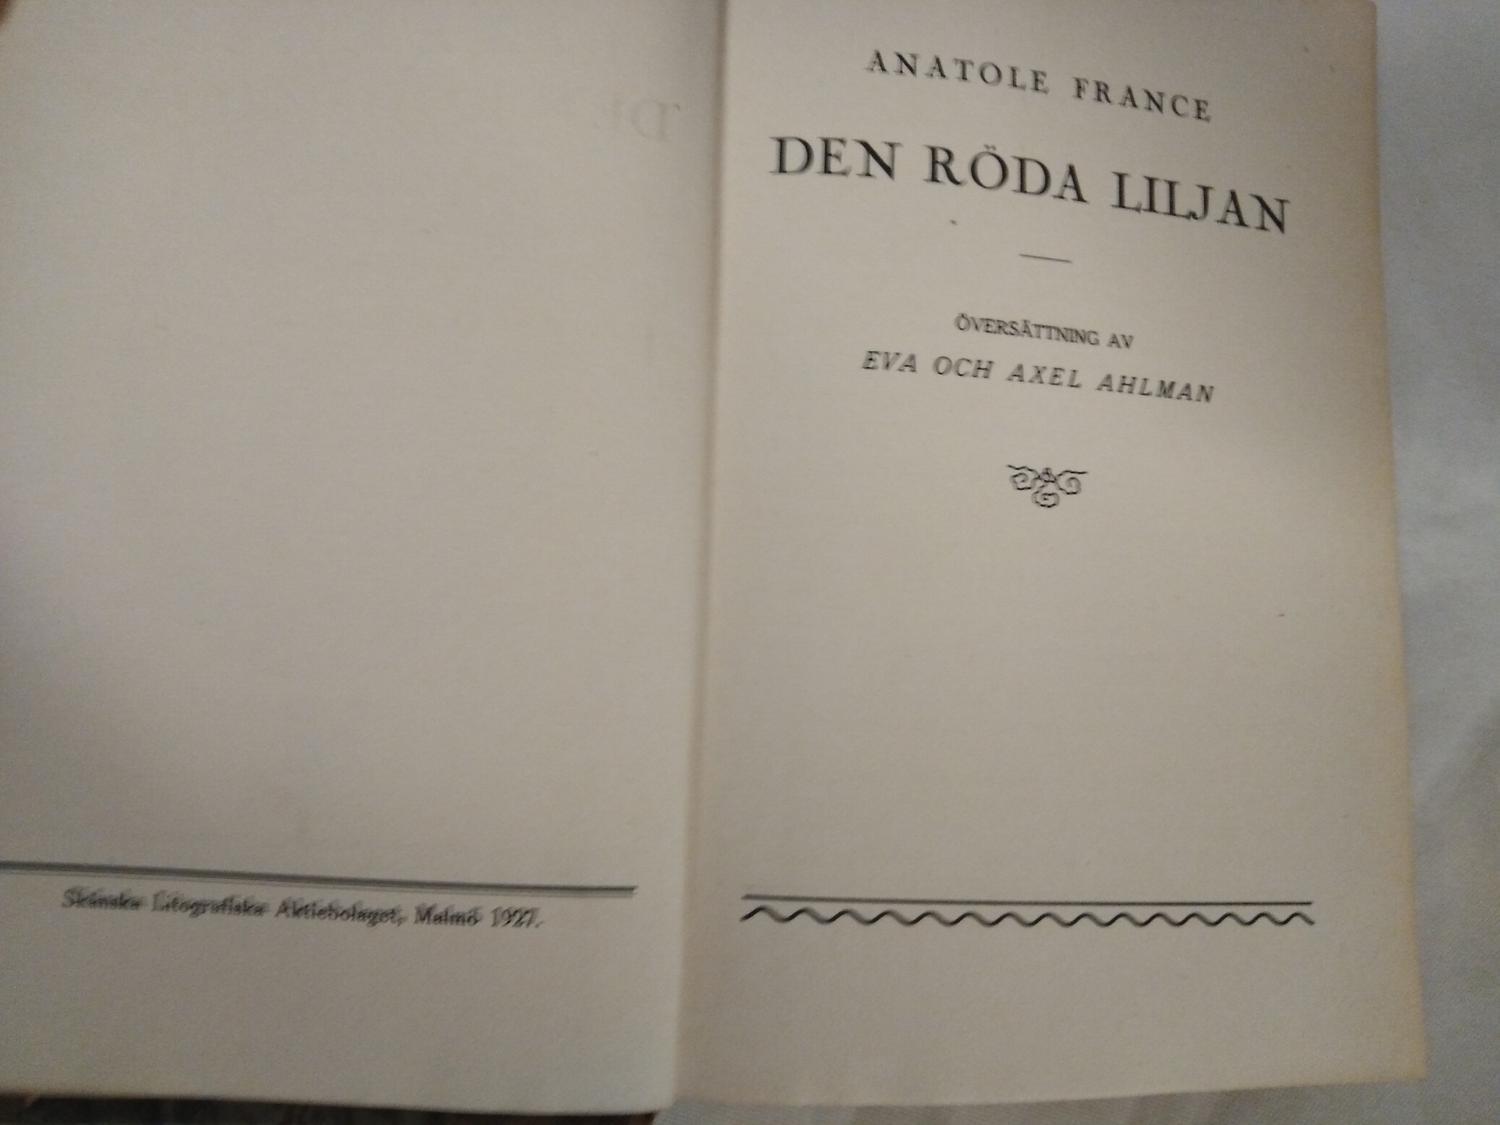 Skånska Litografiska Aktiebolaget, Malmö 1927.
ANATOLE FRANCE
DEN RÖDA LILJAN
ÖVERSÄTTNING AV
EVA OCH AXEL AHLMAN